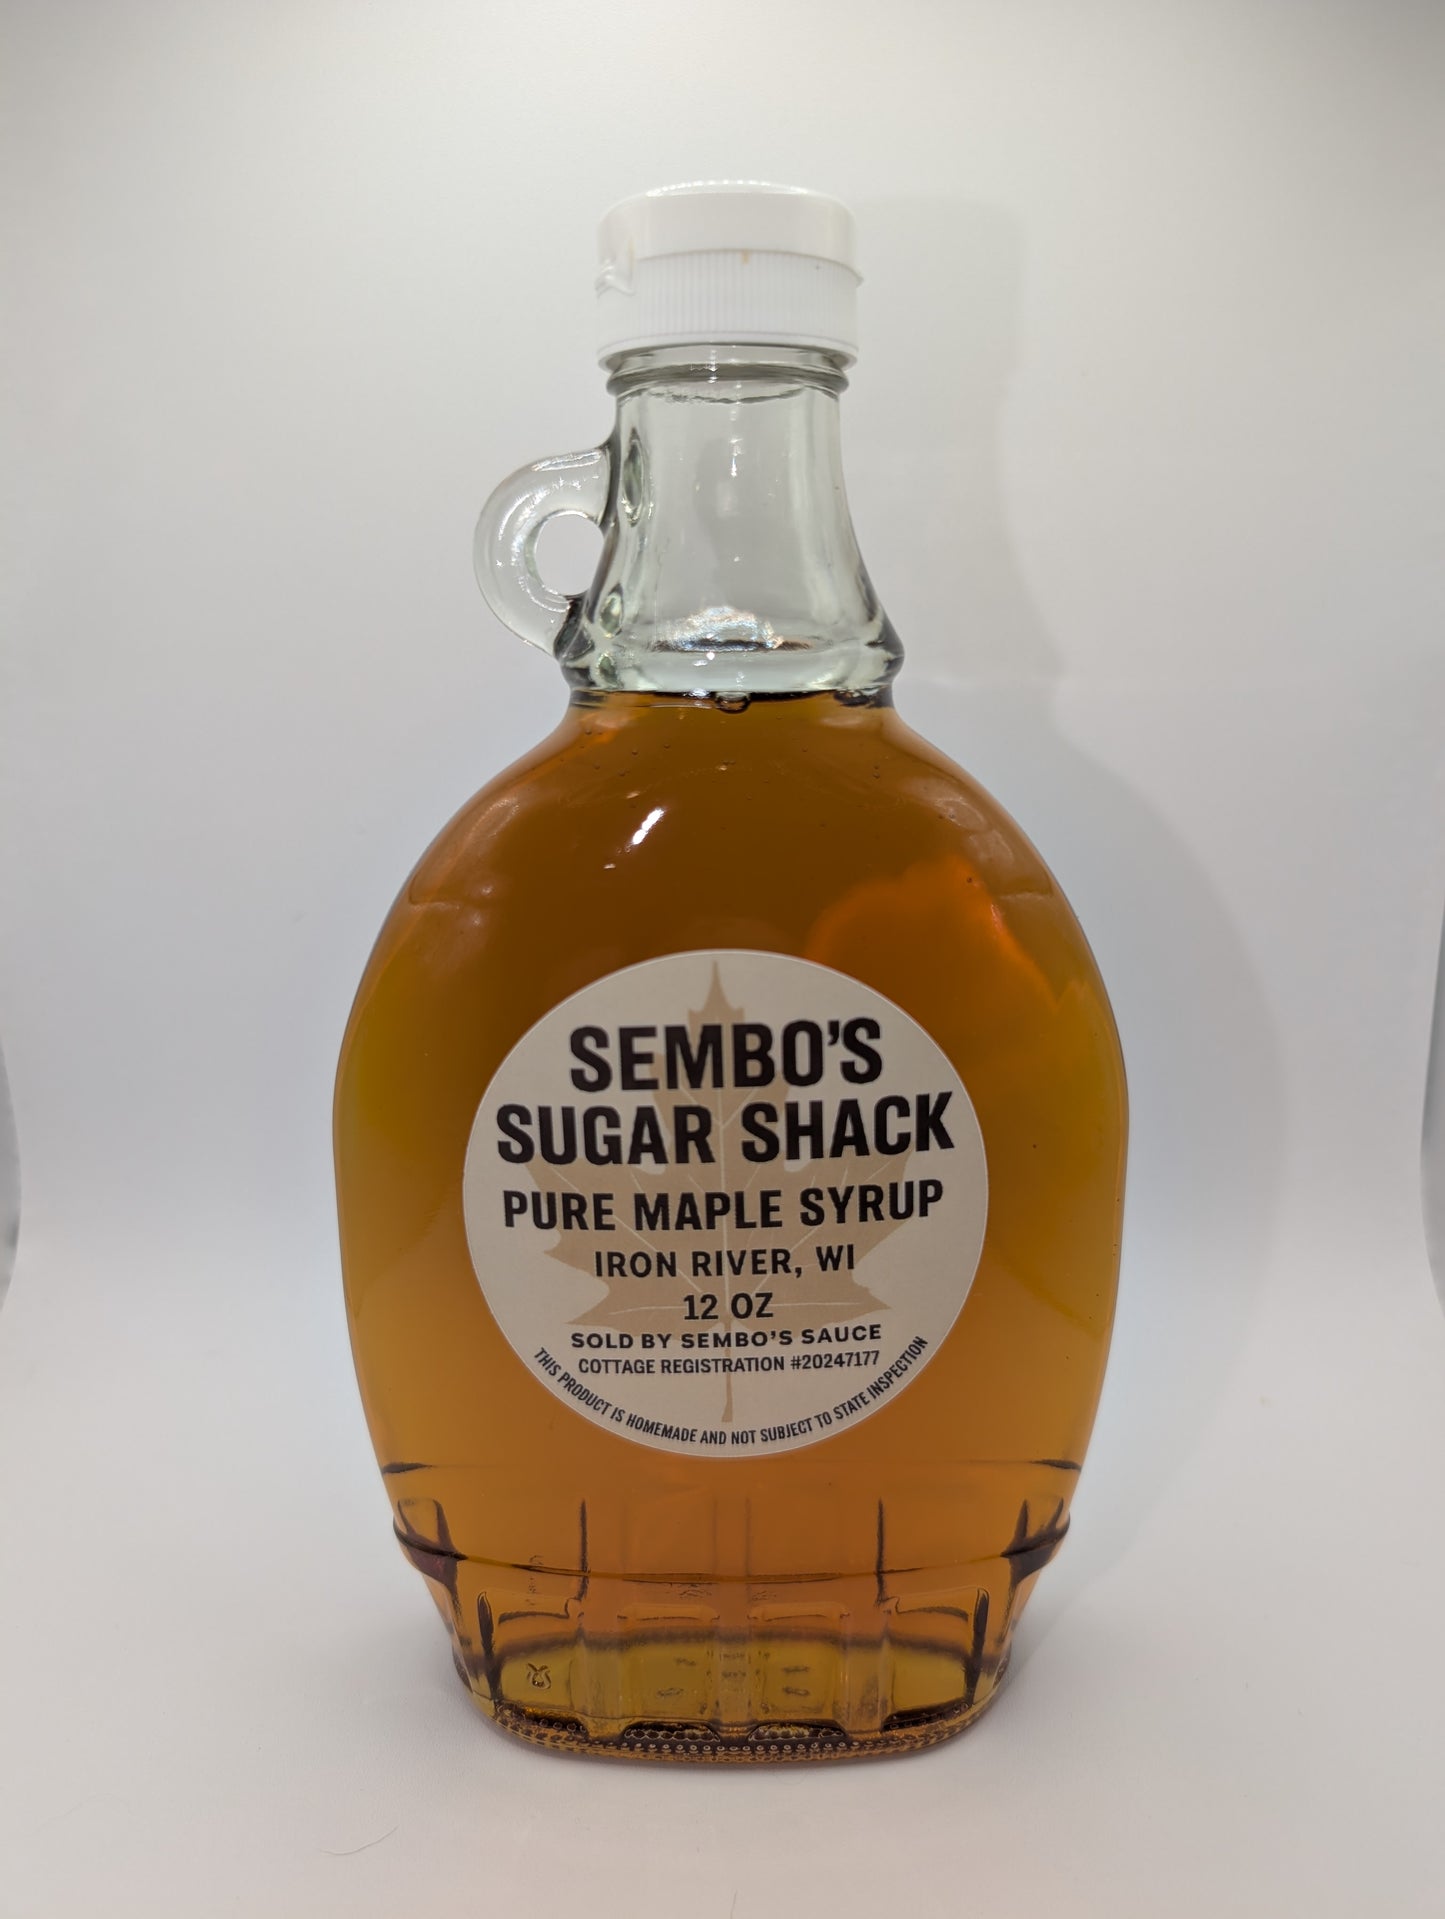 SEMBO'S
SUGAR SHACK
PURE MAPLE SYRUP
IRON RIVER, WI
12 OZ
SOLD BY SEMBO'S SAUCE
COTTAGE REGISTRATION #20247177
THIS PRODUCT IS HOMEMADE AND NOT SUBJECT TO STATE INSPECTION